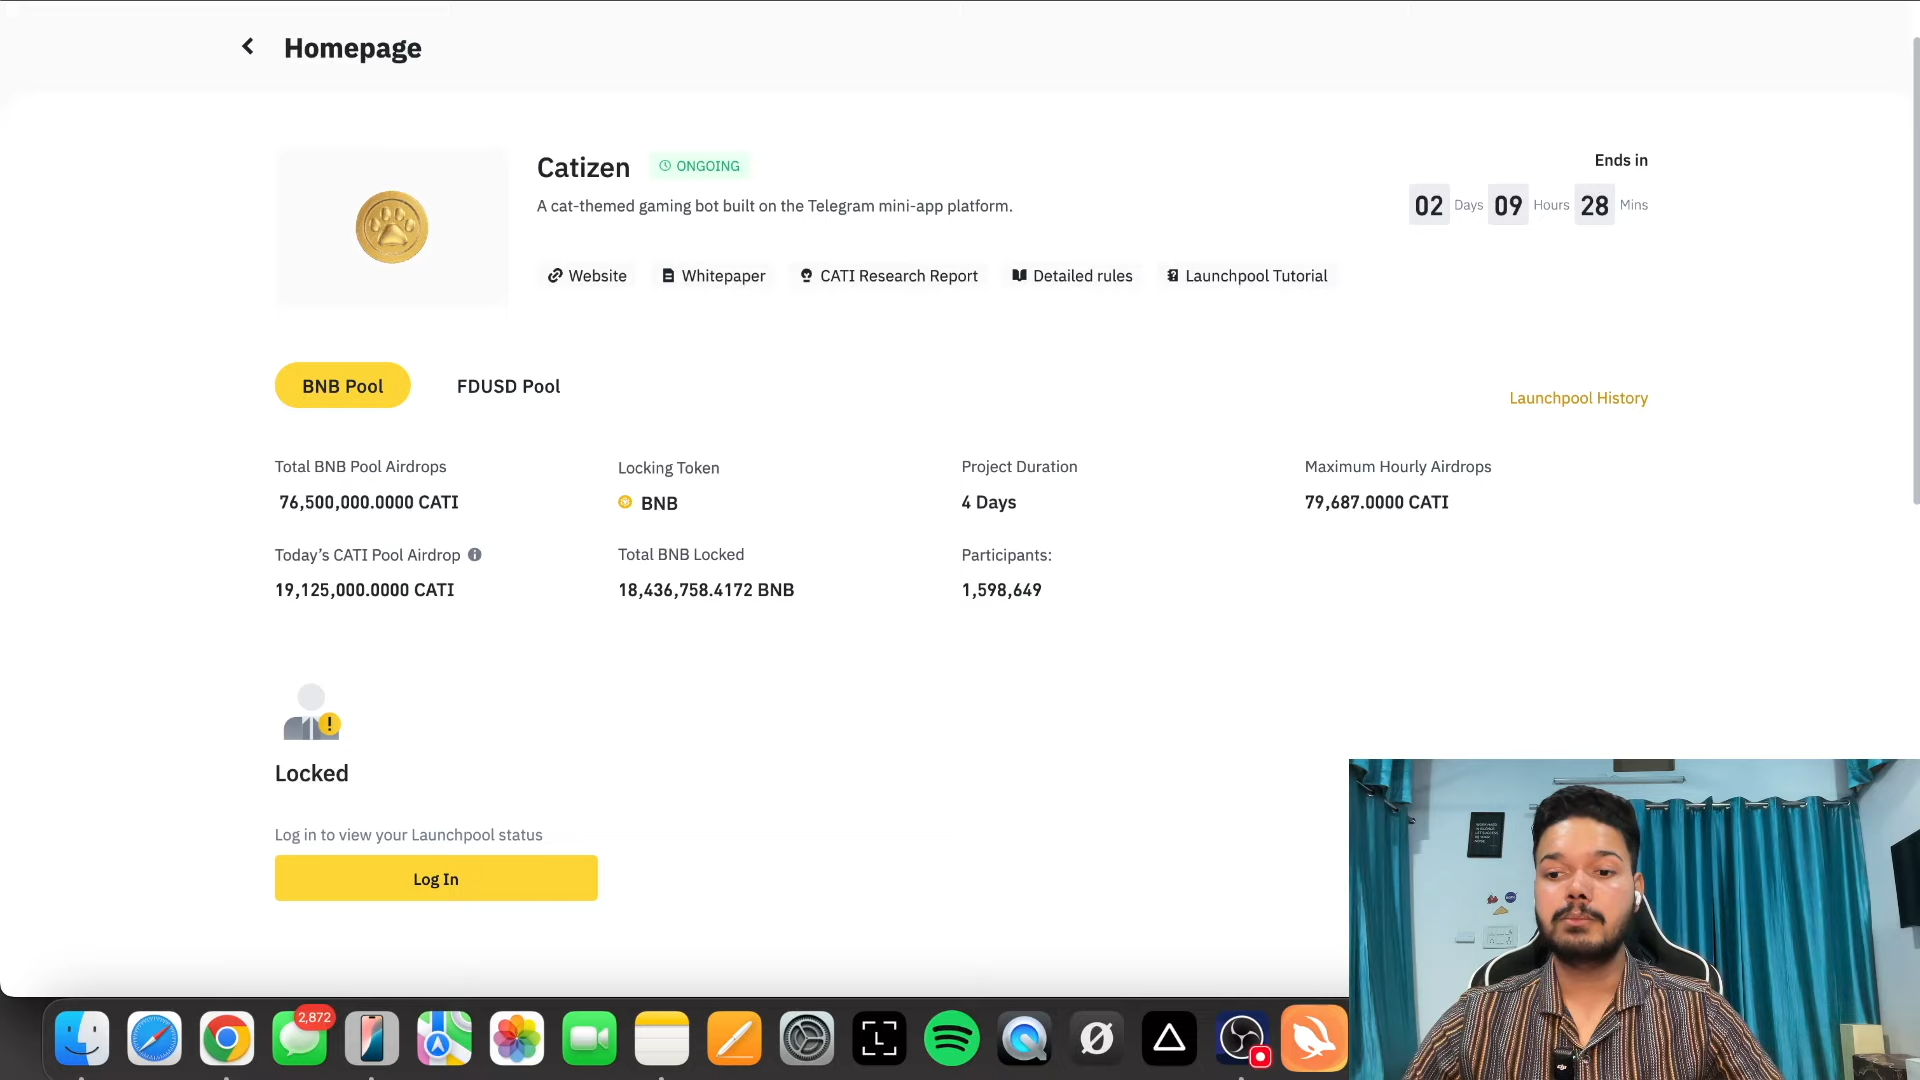 Homepage
Catizen
ONGOING
Ends in
A cat-themed gaming bot built on the Telegram mini-app platform.
02 Days 09 Hours 28 Mins
Website
Whitepaper
CATI Research Report
Detailed rules
Launchpool Tutorial
BNB Pool
FDUSD Pool
Launchpool History
Total BNB Pool Airdrops
Locking Token
Project Duration
Maximum Hourly Airdrops
76,500,000.0000 CATI
BNB
4 Days
79,687.0000 CATI
Today's CATI Pool Airdrop
Total BNB Locked
Participants:
19,125,000.0000 CATI
18,436,758.4172 BNB
1,598,649
Locked
Log in to view your Launchpool status
Log In
2,872